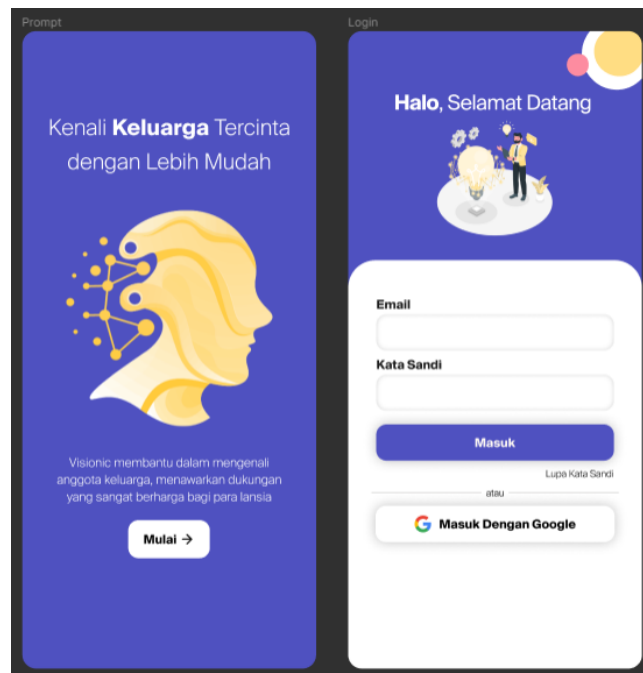 Prompt
Kenali Keluarga Tercinta
dengan Lebih Mudah
Visionic membantu dalam mengenali
anggota keluarga, menawarkan dukungan
yang sangat berharga bagi para lansia
Mulai →
Login
Halo, Selamat Datang
Email
Kata Sandi
Masuk
Lupa Kata Sandi
atau
Masuk Dengan Google